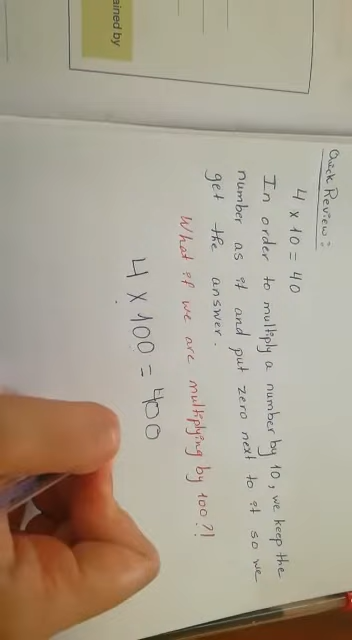 ained by
Quick Review:
4 x 10 = 40
In order to multiply a number by 10, we keep the
number as it and put zero next to it so we
get the answer.
What if we are multiplying by 100?!
4 x 100 = 400